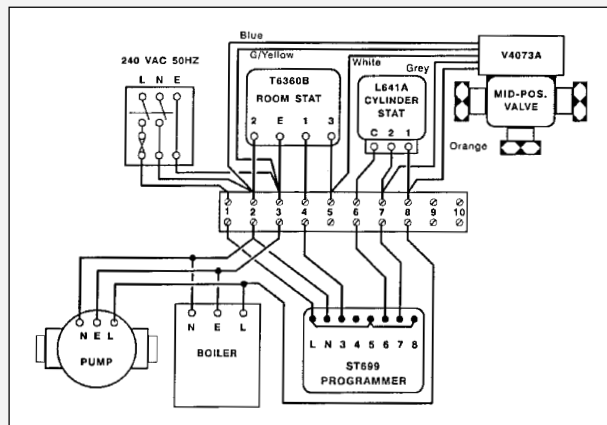 Blue
G/Yellow
240 VAC 50HZ
L N E
T6360B
ROOM STAT
2 E 1 3
White
Grey
L641A
CYLINDER
STAT
C 2 1
V4073A
MID-POS.
VALVE
Orange
1 2 3 4 5 6 7 8 9 10
N E L
PUMP
N E L
BOILER
L N 3 4 5 6 7 8
ST699
PROGRAMMER